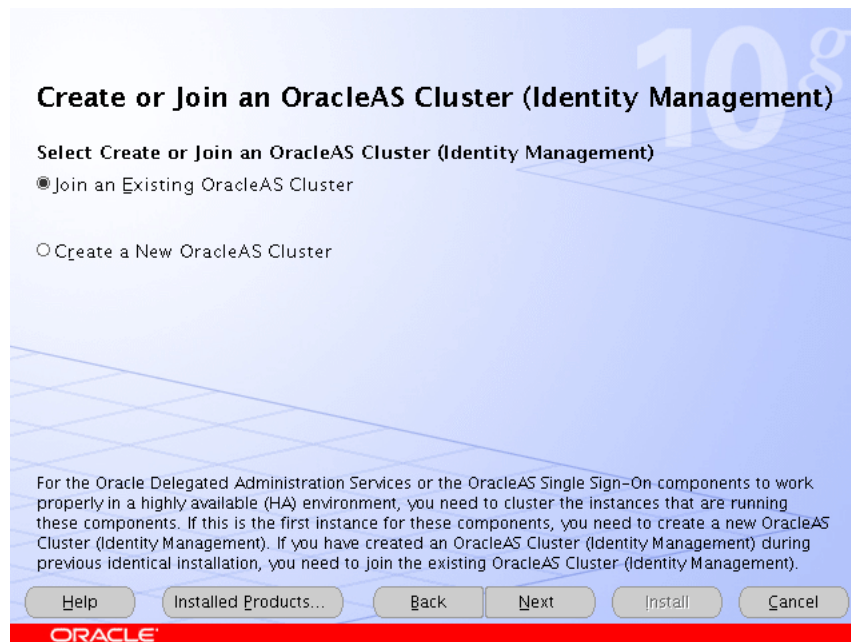 10g
Create or Join an OracleAS Cluster (Identity Management)
Select Create or Join an OracleAS Cluster (Identity Management)
Join an Existing OracleAS Cluster
Create a New OracleAS Cluster
For the Oracle Delegated Administration Services or the OracleAS Single Sign-On components to work
properly in a highly available (HA) environment, you need to cluster the instances that are running
these components. If this is the first instance for these components, you need to create a new OracleAS
Cluster (Identity Management). If you have created an OracleAS Cluster (Identity Management) during
previous identical installation, you need to join the existing OracleAS Cluster (Identity Management).
Help Installed Products... Back Next Install Cancel
ORACLE